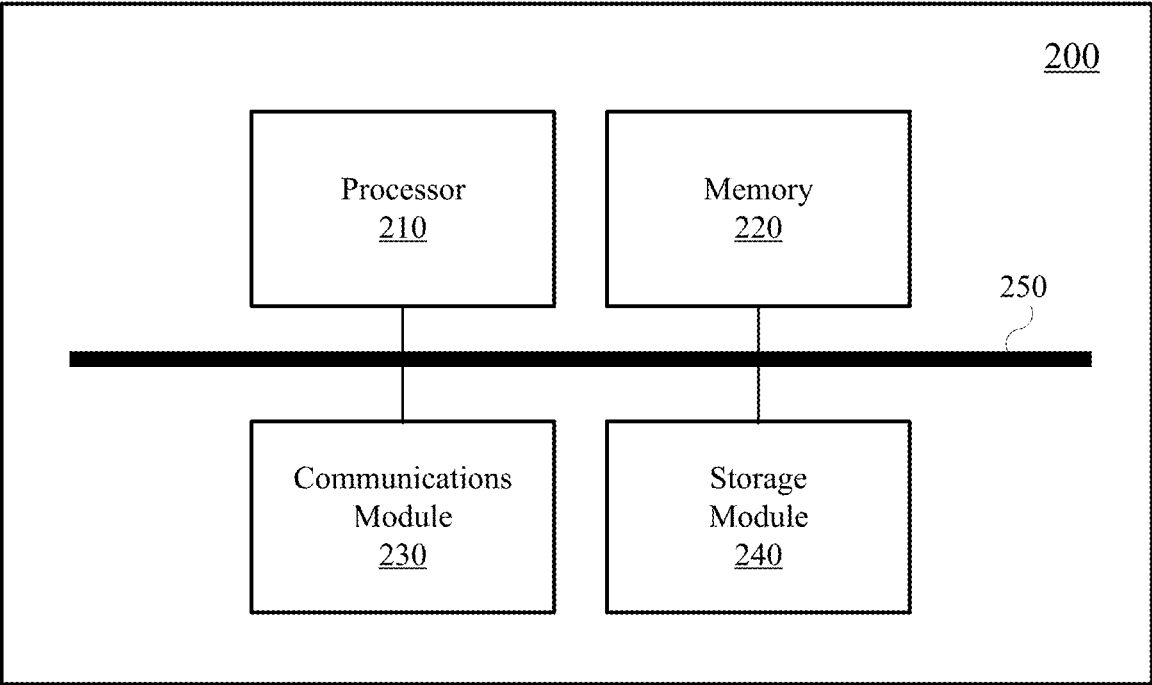 200
Processor
210
Memory
220
250
Communications
Module
230
Storage
Module
240